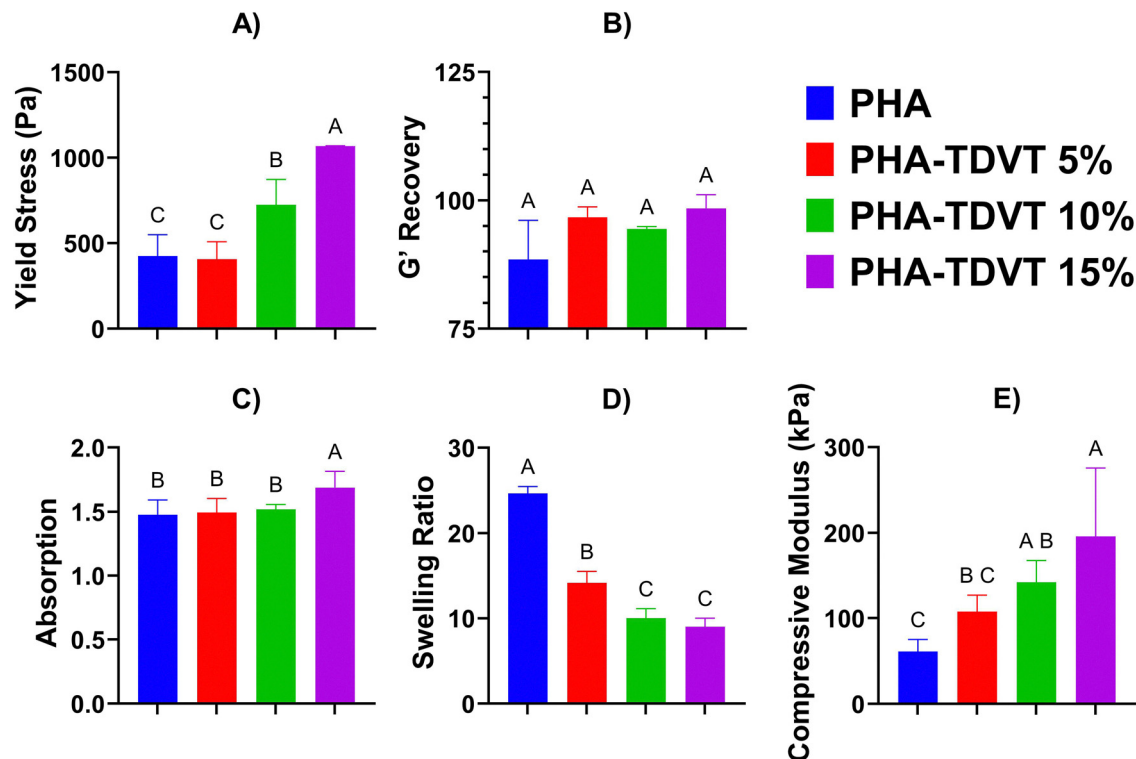 A)
Yield Stress (Pa)
1500
1000
500
0
C
C
B
A
B)
G’ Recovery
125
100
75
A
A
A
A
PHA
PHA-TDVT 5%
PHA-TDVT 10%
PHA-TDVT 15%
C)
Absorption
2.0
1.5
1.0
0.5
0.0
B
B
B
A
D)
Swelling Ratio
30
20
10
0
A
B
C
C
E)
Compressive Modulus (kPa)
300
200
100
0
C
B C
A B
A